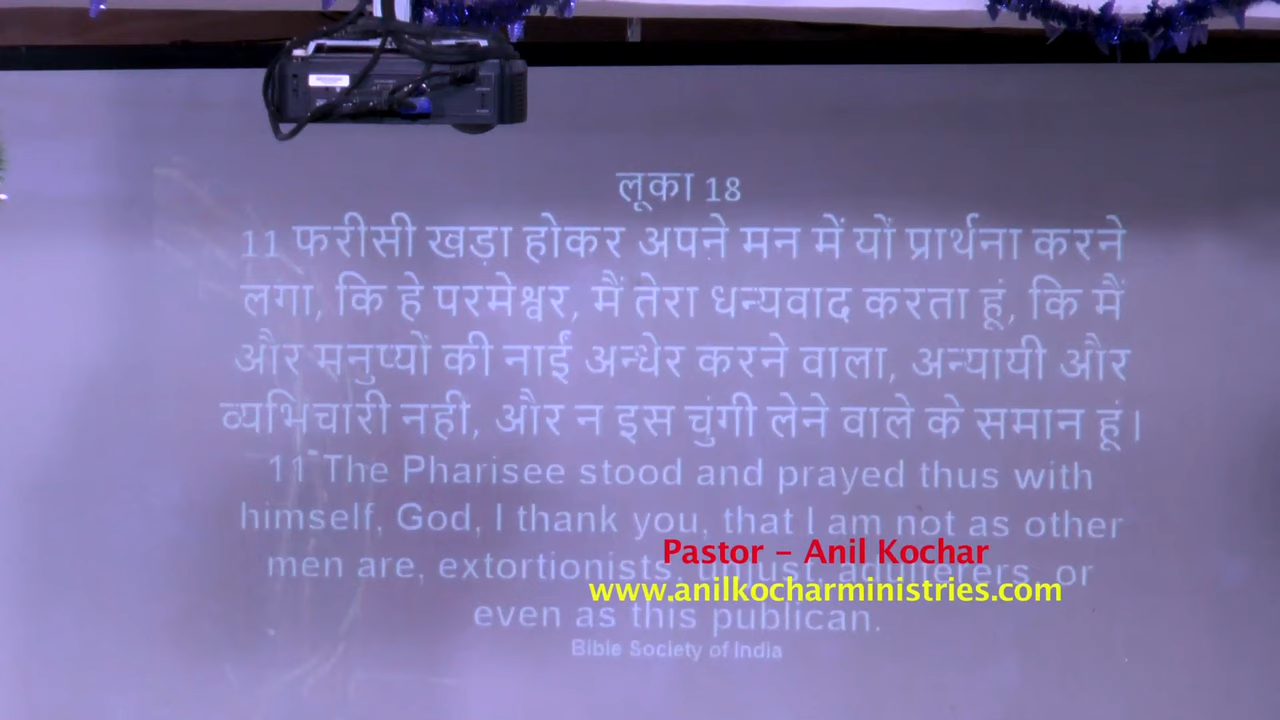 लूका 18
11 फरीसी खड़ा होकर अपने मन में यों प्रार्थना करने
लगा, कि हे परमेश्वर, मैं तेरा धन्यवाद करता हूं, कि मैं
और मनुष्यों की नाईं अन्धेर करने वाला, अन्यायी और
व्यभिचारी नहीं, और न इस चुंगी लेने वाले के समान हूं।
11 The Pharisee stood and prayed thus with
himself, God, I thank you, that I am not as other
Pastor – Anil Kochar
men are, extortionists, unjust, adulterers, or
www.anilkocharministries.com
even as this publican.
Bible Society of India